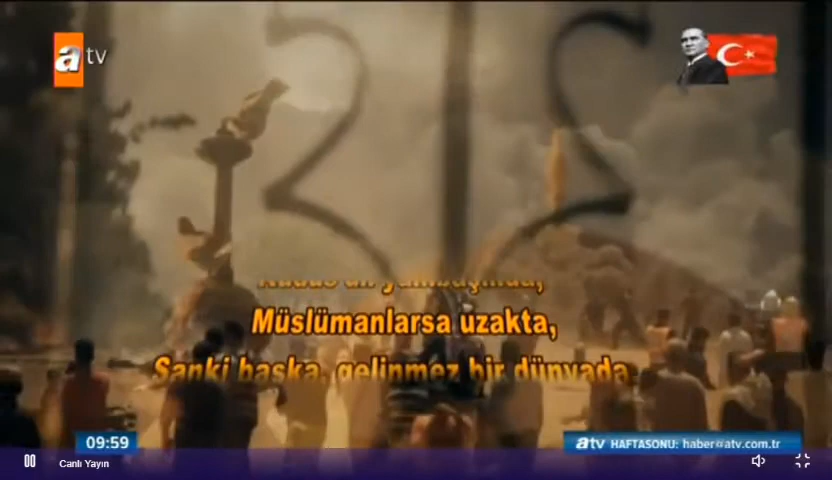 atv
Müslümanlarsa uzakta,
Sanki başka, gelinmez bir dünyada
09:59
atv HAFTASONU: haber@atv.com.tr
Canlı Yayın